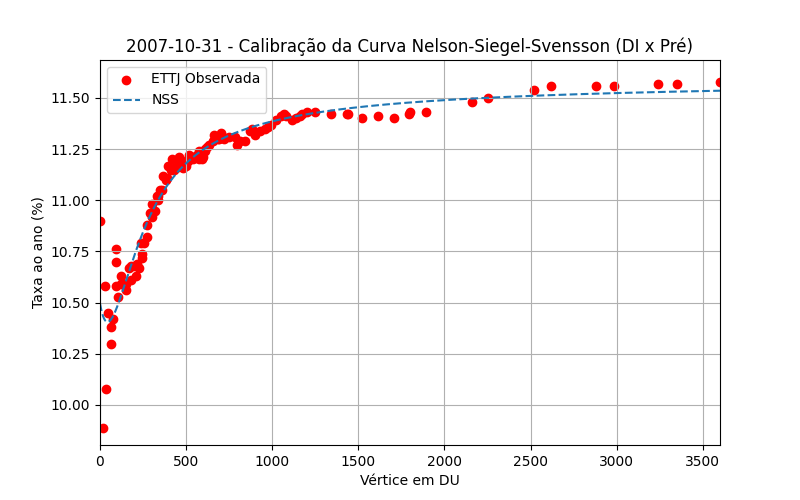 2007-10-31 - Calibração da Curva Nelson-Siegel-Svensson (DI x Pré)
ETTJ Observada
NSS
Taxa ao ano (%)
11.50
11.25
11.00
10.75
10.50
10.25
10.00
0 500 1000 1500 2000 2500 3000 3500
Vértice em DU